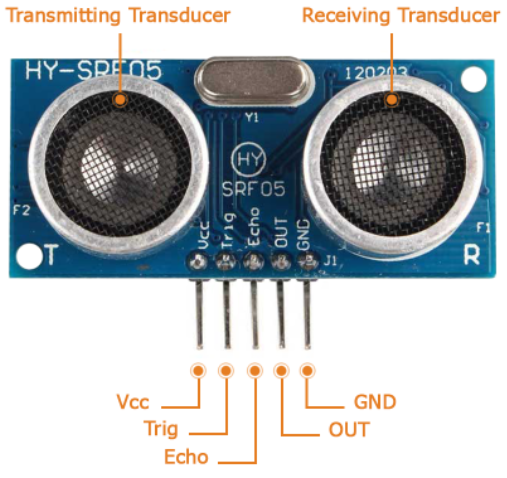 Transmitting Transducer
Receiving Transducer
HY-SRF05
120203
Y1
HY
SRF05
F2
F1
Vcc
Trig
Echo
OUT
GND
J1
T
R
Vcc
GND
Trig
OUT
Echo